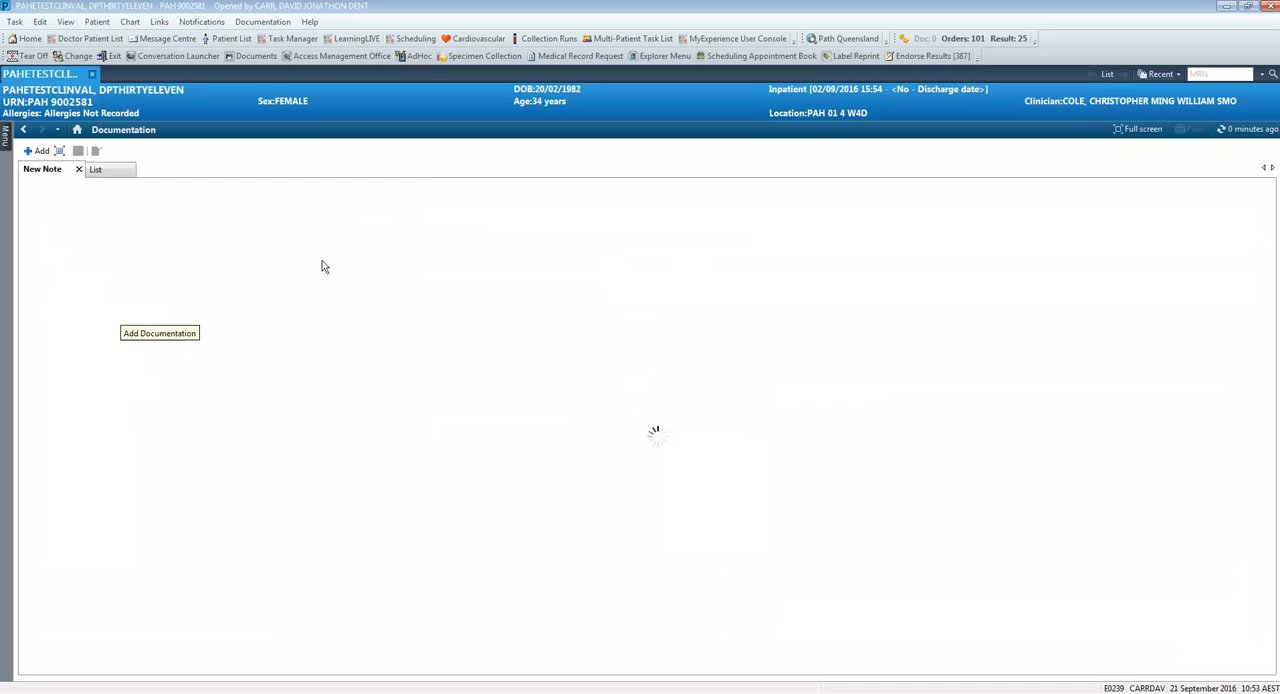 PAHETESTCLINVAL, DPTHIRTYELEVEN - PAH 9002581 Opened by CARR, DAVID JONATHON DENT
Task Edit View Patient Chart Links Notifications Documentation Help
Home Doctor Patient List Message Centre Patient List Task Manager LearningLIVE Scheduling Cardiovascular Collection Runs Multi-Patient Task List MyExperience User Console Path Queensland Doc: 0 Orders: 101 Result: 25
Tear Off Change Exit Conversation Launcher Documents Access Management Office AdHoc Specimen Collection Medical Record Request Explorer Menu Scheduling Appointment Book Label Reprint Endorse Results [387]
PAHETESTCLI... List Recent MRN
PAHETESTCLINVAL, DPTHIRTYELEVEN DOB:20/02/1982 Inpatient [02/09/2016 15:54 - <No - Discharge date>]
URN:PAH 9002581 Sex:FEMALE Age:34 years Clinician:COLE, CHRISTOPHER MING WILLIAM SMO
Allergies: Allergies Not Recorded Location:PAH 01 4 W4D
Menu
Documentation Full screen Print 0 minutes ago
Add
New Note List
Add Documentation
E0239 CARRDAV 21 September 2016 10:53 AEST